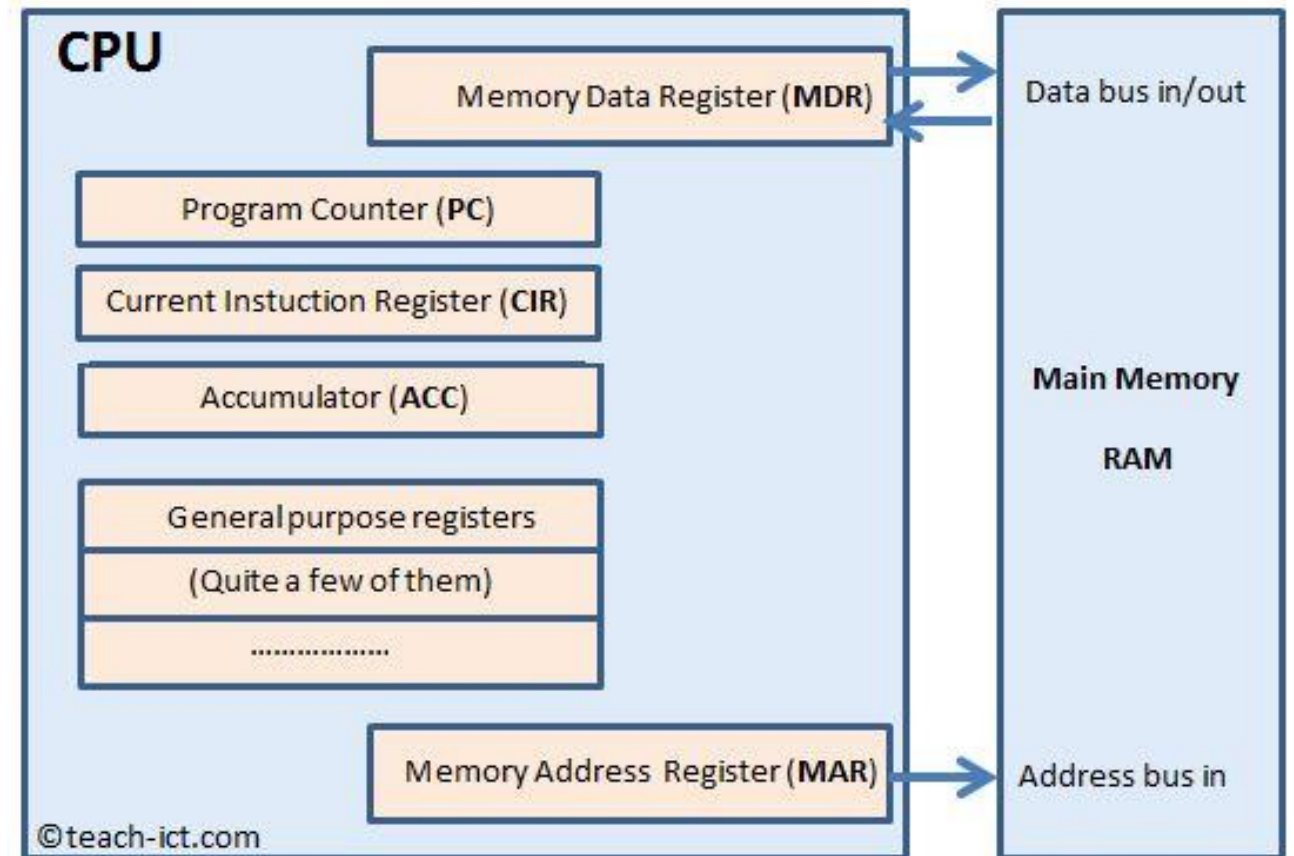 CPU
Memory Data Register (MDR)
Data bus in/out
Program Counter (PC)
Current Instuction Register (CIR)
Accumulator (ACC)
Main Memory
RAM
General purpose registers
(Quite a few of them)
..................
Memory Address Register (MAR)
Address bus in
©teach-ict.com